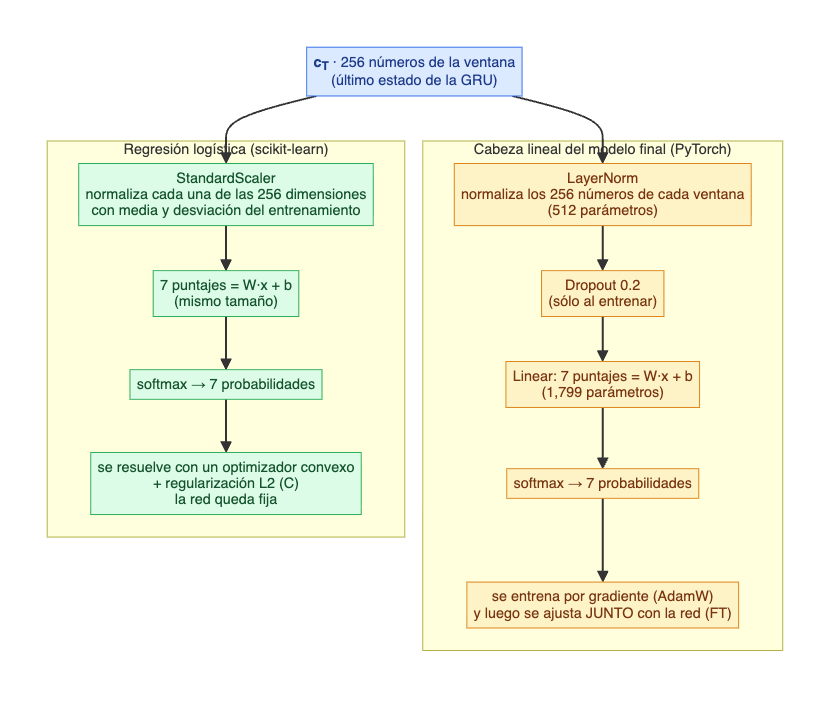 c_T · 256 números de la ventana
(último estado de la GRU)
Regresión logística (scikit-learn)
StandardScaler
normaliza cada una de las 256 dimensiones
con media y desviación del entrenamiento
7 puntajes = W·x + b
(mismo tamaño)
softmax → 7 probabilidades
se resuelve con un optimizador convexo
+ regularización L2 (C)
la red queda fija
Cabeza lineal del modelo final (PyTorch)
LayerNorm
normaliza los 256 números de cada ventana
(512 parámetros)
Dropout 0.2
(sólo al entrenar)
Linear: 7 puntajes = W·x + b
(1,799 parámetros)
softmax → 7 probabilidades
se entrena por gradiente (AdamW)
y luego se ajusta JUNTO con la red (FT)